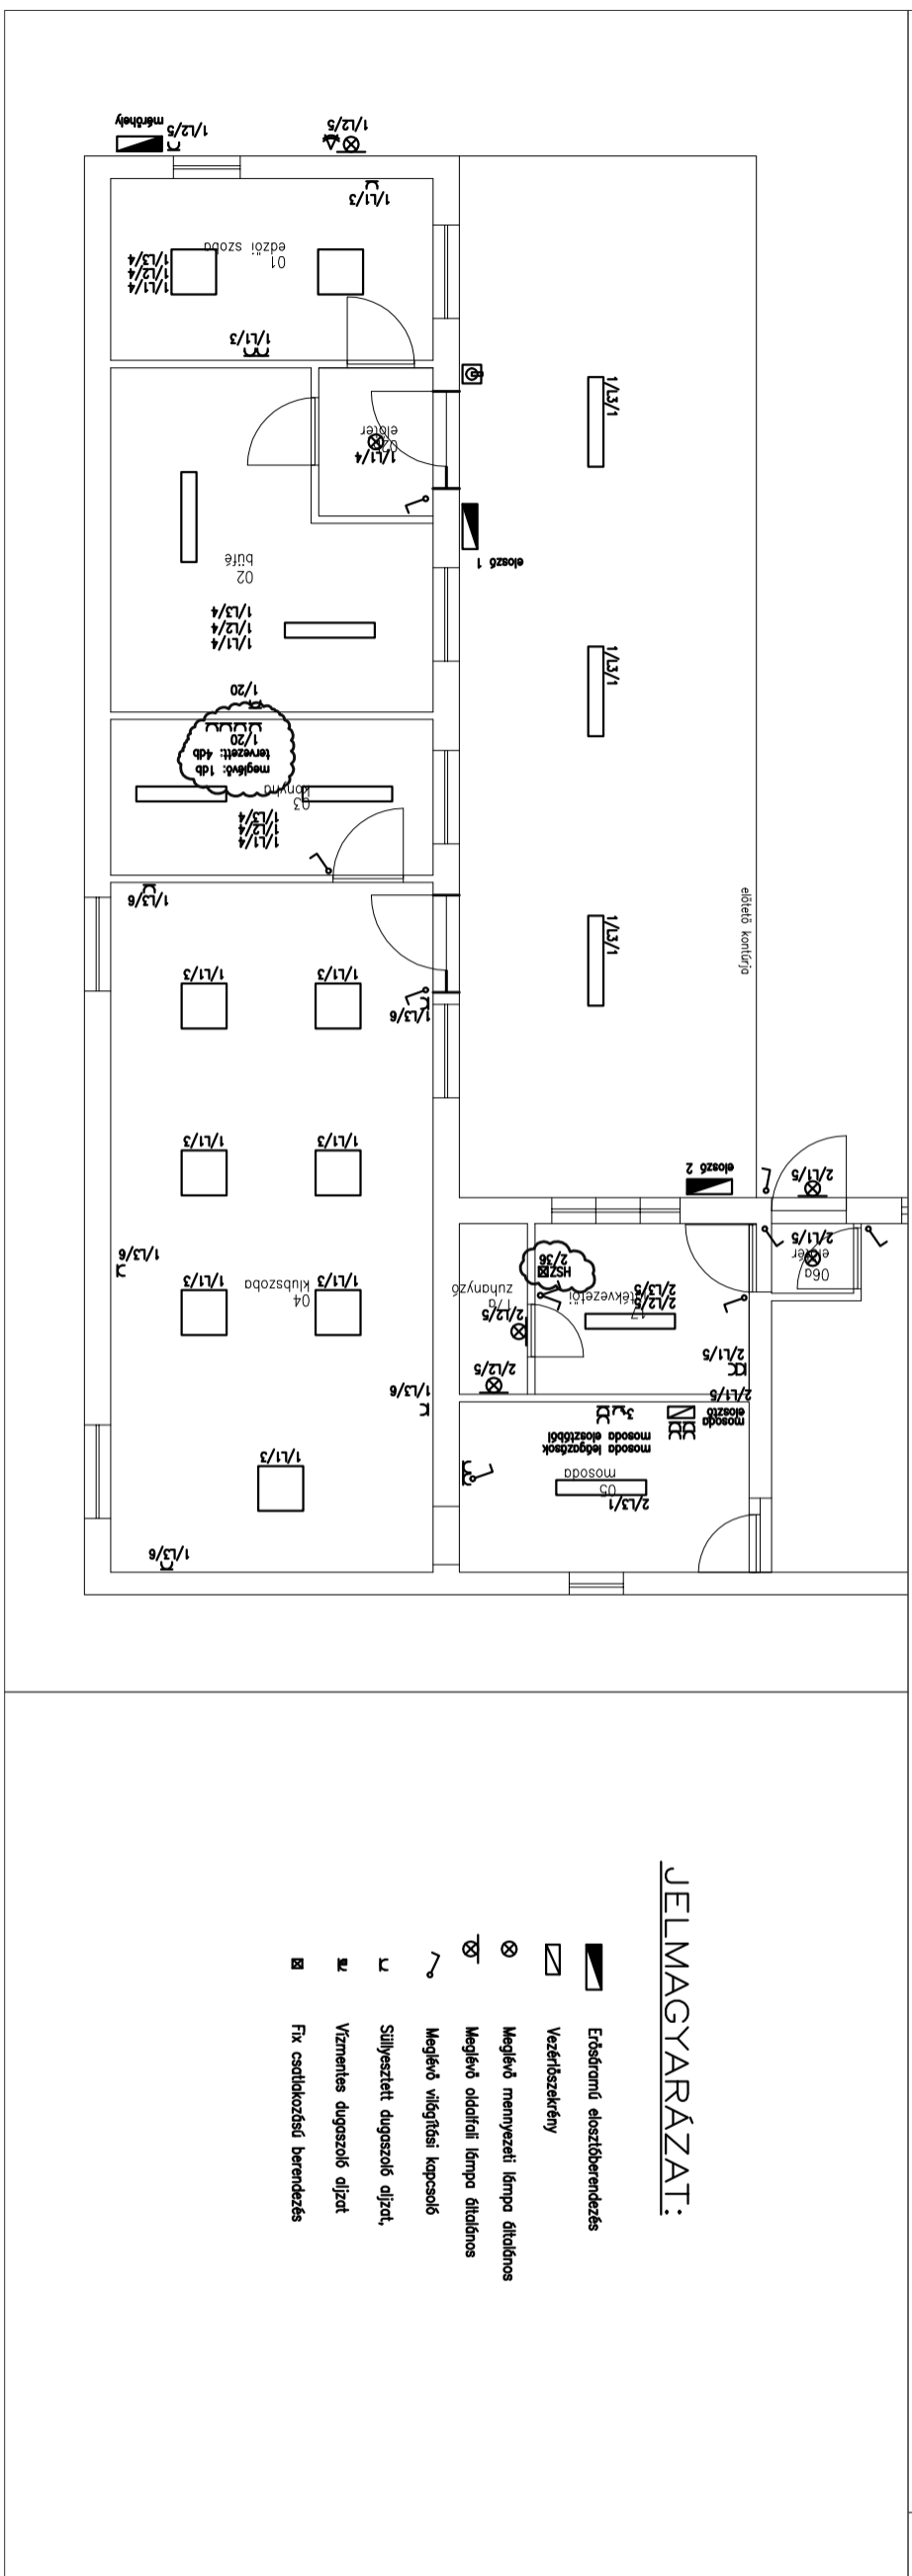 mérőhely
1/L2/5
1/L2/5
1/L1/3
01
edzői szoba
1/L1/4
1/L2/4
1/L3/4
1/L1/3
előtér
1/L1/4
1/L3/1
elosző 1
02
büfé
1/L1/4
1/L2/4
1/L3/4
1/20
1/L3/1
meglévő: 1db
tervezett: 4db
1/20
03
konyha
1/L1/4
1/L2/4
1/L3/4
1/L3/6
1/L3/1
előtető kontúrja
1/L1/3
1/L1/3
1/L3/6
1/L1/3
1/L1/3
elosző 2
2/L1/5
2/L1/5
06a
előtér
1/L3/6
04
klubszoba
1/L1/3
1/L1/3
HSZ
2/36
17a
zuhanyzó
2/L2/5
17
2/L2/5
2/L3/5
2/L1/5
2/L2/5
1/L3/6
2/L1/5
mosoda
elosztó
3
mosoda leágazások
mosoda elosztóból
1/L1/3
05
mosoda
2/L3/1
1/L3/6
JELMAGYARÁZAT:
Erősáramú elosztóberendezés
Vezérlőszekrény
Meglévő mennyezeti lámpa általános
Meglévő oldalfali lámpa általános
Meglévő világítási kapcsoló
Süllyesztett dugaszoló aljzat,
Vízmentes dugaszoló aljzat
Fix csatlakozású berendezés